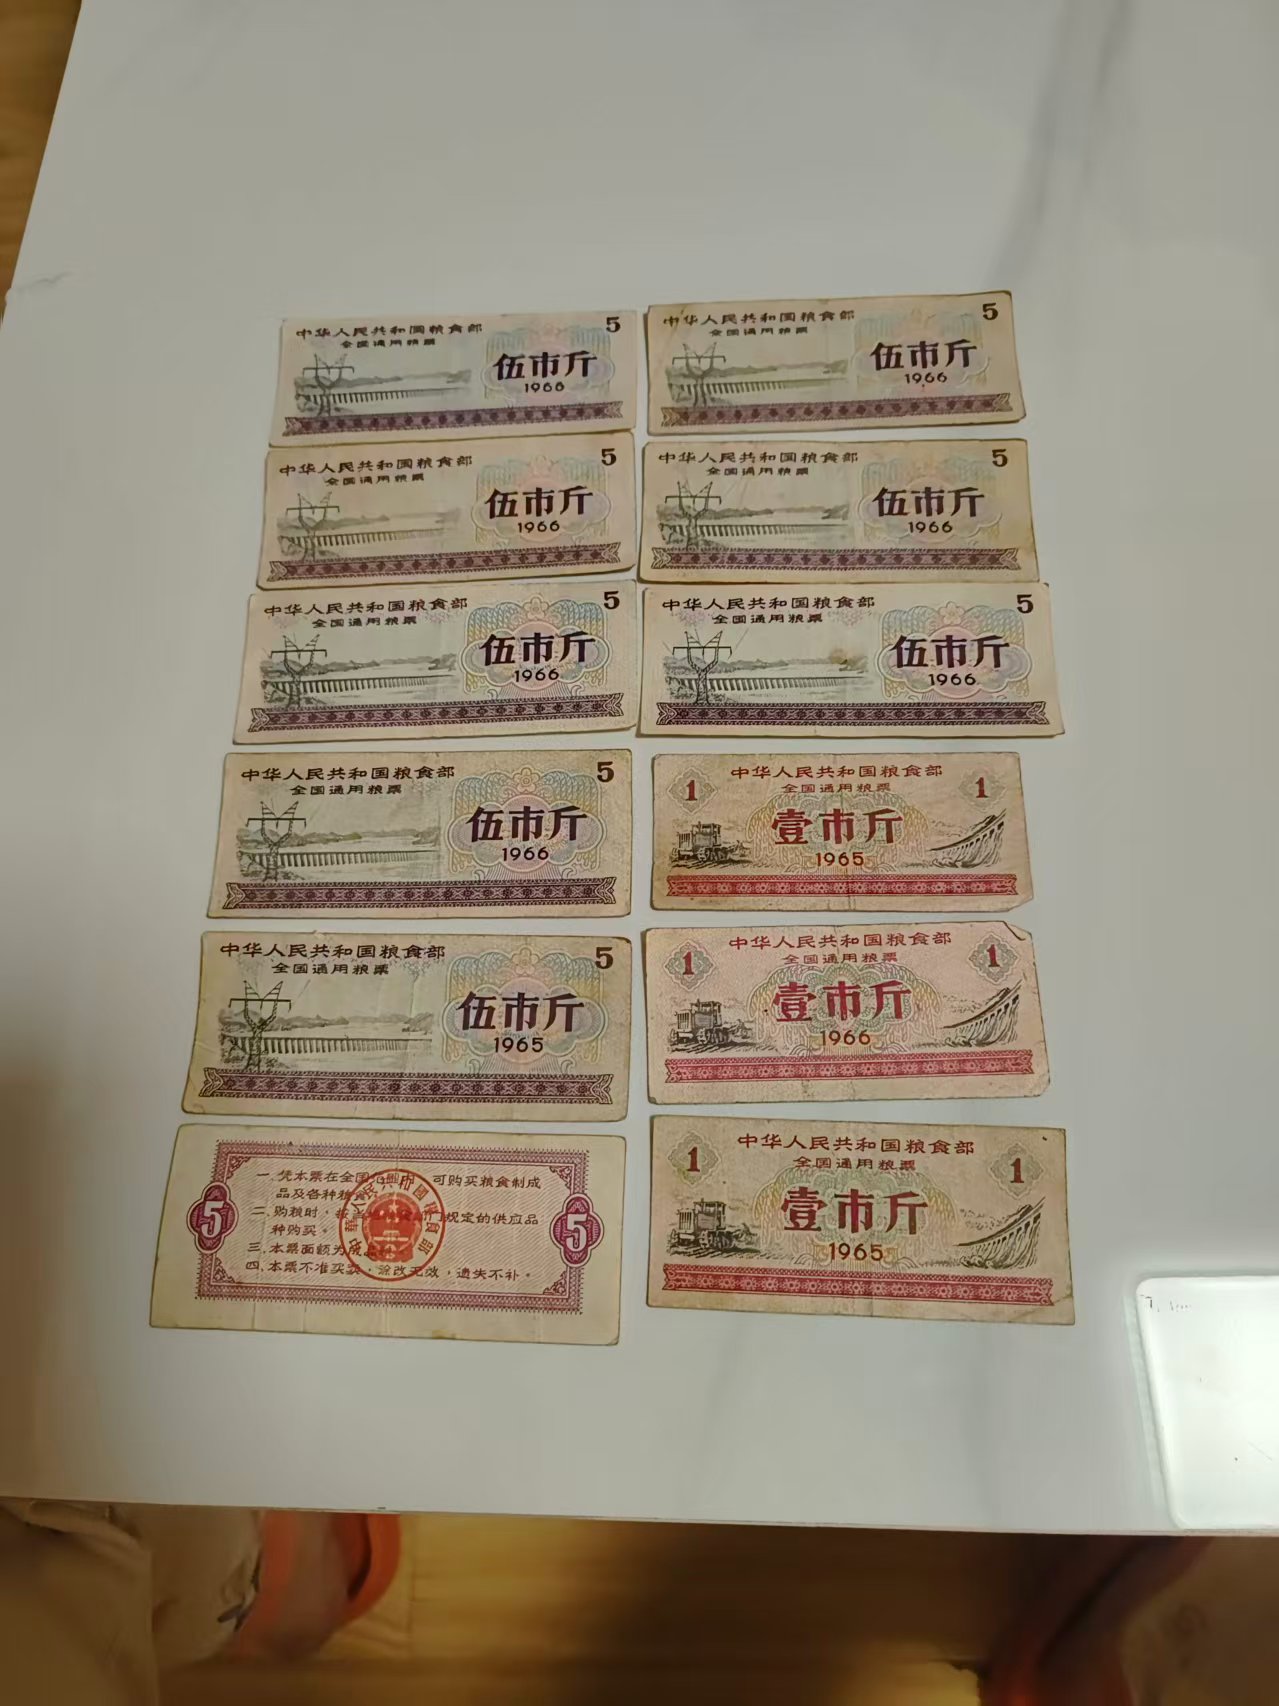 中华人民共和国粮食部
全国通用粮票
5
伍市斤
1966
中华人民共和国粮食部
全国通用粮票
5
伍市斤
1966
中华人民共和国粮食部
全国通用粮票
5
伍市斤
1966
中华人民共和国粮食部
全国通用粮票
5
伍市斤
1966
中华人民共和国粮食部
全国通用粮票
5
伍市斤
1966
中华人民共和国粮食部
全国通用粮票
5
伍市斤
1966
中华人民共和国粮食部
全国通用粮票
5
伍市斤
1966
中华人民共和国粮食部
全国通用粮票
1 1
壹市斤
1965
中华人民共和国粮食部
全国通用粮票
5
伍市斤
1965
中华人民共和国粮食部
全国通用粮票
1 1
壹市斤
1966
一、凭本票在全国 可购买粮食制成
品及各种粮食
二、购粮时，按 规定的供应品
种购买。
三、本票面额为成品
四、本票不准买卖，涂改无效，遗失不补。
5 5
中華人民共和國糧食部
中华人民共和国粮食部
全国通用粮票
1 1
壹市斤
1965